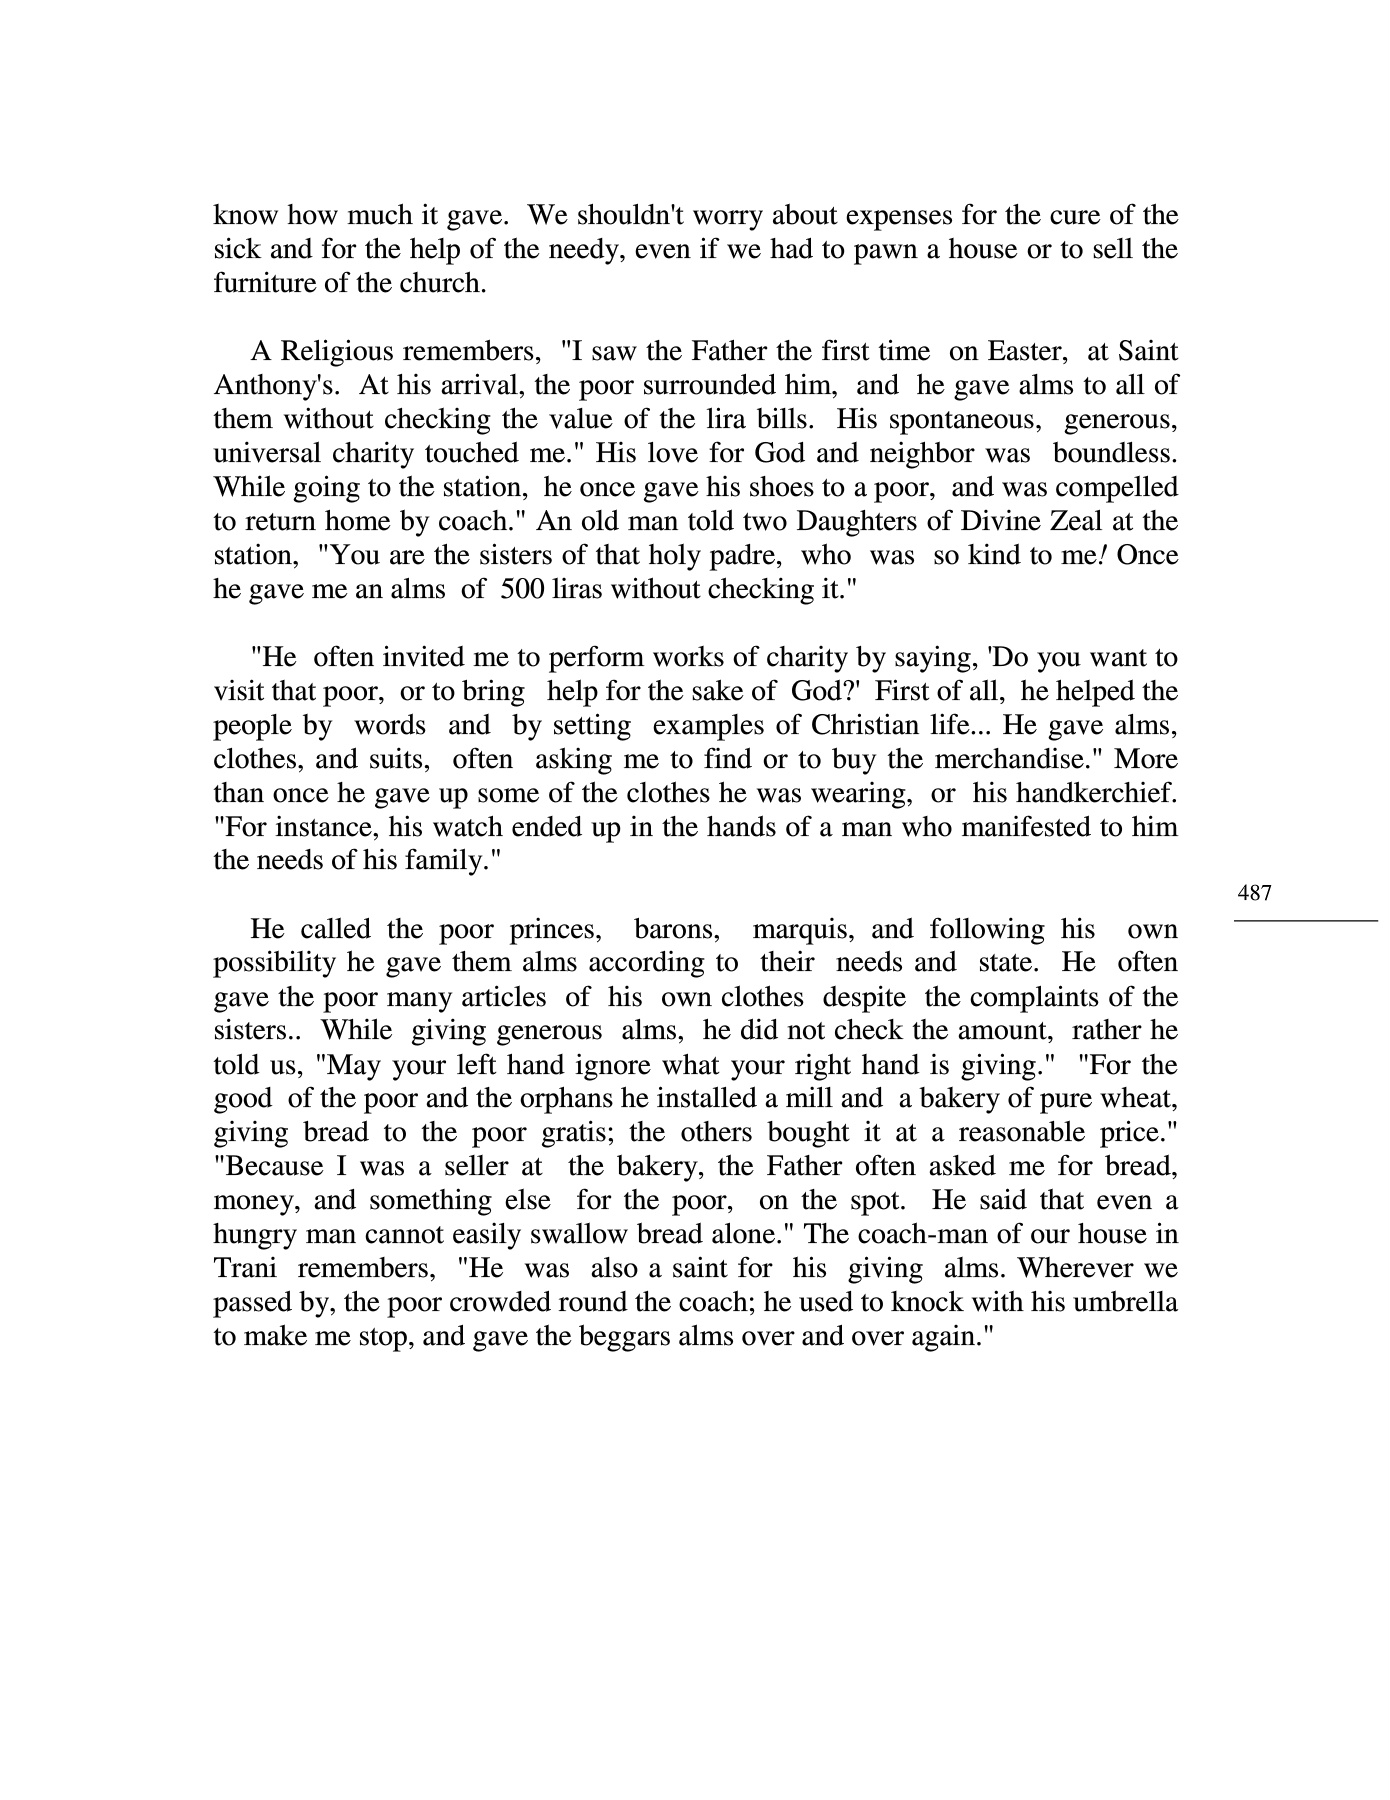 know how much it gave.  We shouldn't worry about expenses for the cure of the
sick and for the help of the needy, even if we had to pawn a house or to sell the
furniture of the church.
A Religious remembers,  "I saw the Father the first time  on Easter,  at Saint
Anthony's.  At his arrival, the poor surrounded him,  and  he gave alms to all of
them without checking the value of the lira bills.  His spontaneous,  generous,
universal charity touched me." His love for God and neighbor was  boundless.
While going to the station,  he once gave his shoes to a poor,  and was compelled
to return home by coach." An old man told two Daughters of Divine Zeal at the
station,  "You are the sisters of that holy padre,  who  was  so kind to me! Once
he gave me an alms  of  500 liras without checking it."
"He  often invited me to perform works of charity by saying, 'Do you want to
visit that poor,  or to bring   help for the sake of  God?'  First of all,  he helped the
people by  words  and  by setting  examples of Christian life... He gave alms,
clothes, and suits,  often  asking me to find or to buy the merchandise." More
than once he gave up some of the clothes he was wearing,  or  his handkerchief.
"For instance, his watch ended up in the hands of a man who manifested to him
the needs of his family."
487
He called the poor princes,  barons,  marquis, and following his  own
possibility he gave them alms according to  their  needs and  state.  He  often
gave the poor many articles  of  his  own clothes  despite  the complaints of the
sisters..  While  giving generous  alms,  he did not check the amount,  rather he
told us, "May your left hand ignore what your right hand is giving."  "For the
good  of the poor and the orphans he installed a mill and  a bakery of pure wheat,
giving bread to the poor gratis; the others bought it at a reasonable price."
"Because I was a seller at  the bakery, the Father often asked me for bread,
money, and something else  for the poor,  on the spot.  He said that even a
hungry man cannot easily swallow bread alone." The coach-man of our house in
Trani  remembers,  "He  was  also a saint for  his  giving  alms. Wherever we
passed by, the poor crowded round the coach; he used to knock with his umbrella
to make me stop, and gave the beggars alms over and over again."